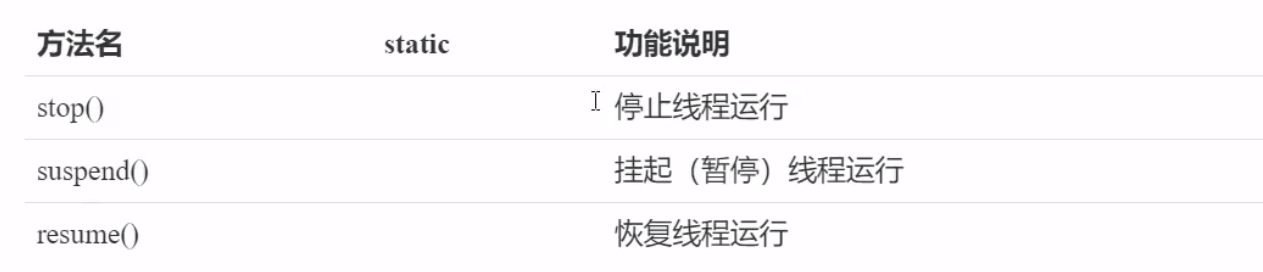 方法名 static 功能说明
stop() 停止线程运行
suspend() 挂起（暂停）线程运行
resume() 恢复线程运行